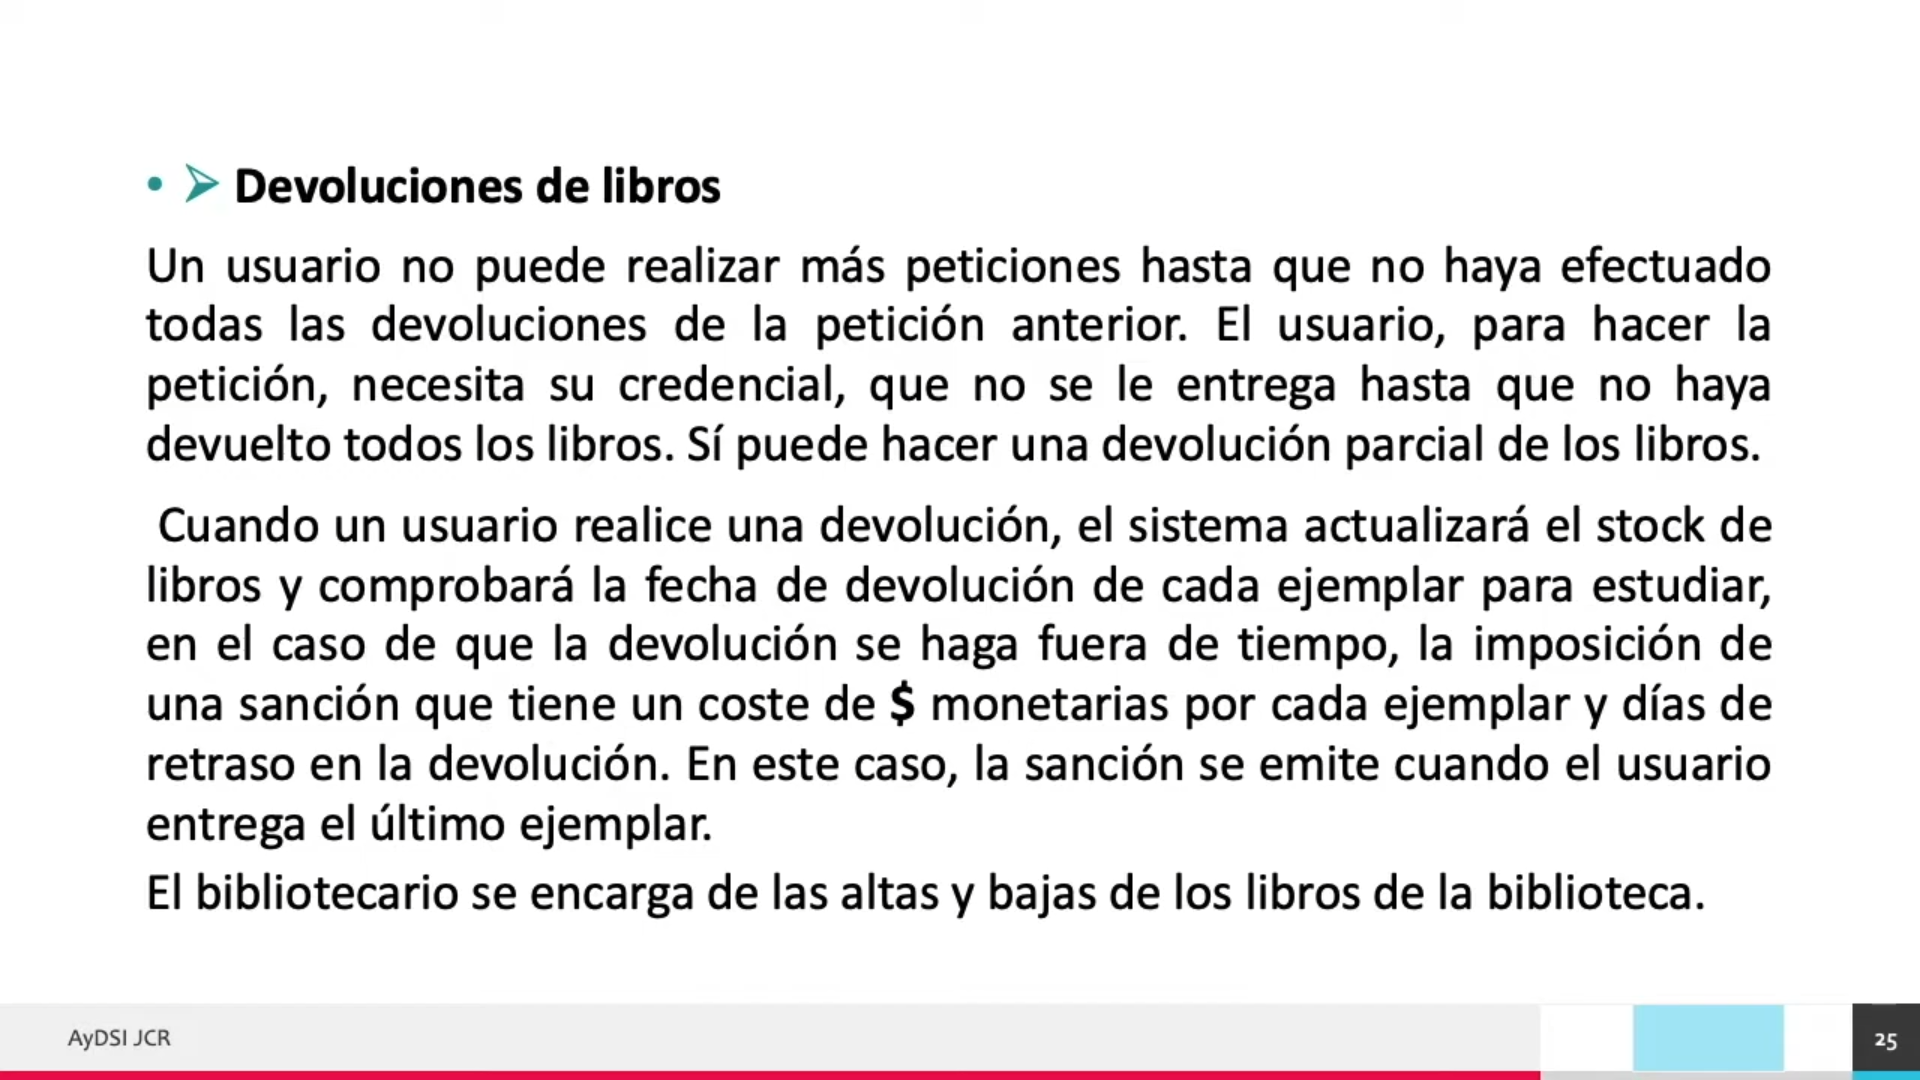 • ➢ Devoluciones de libros
Un usuario no puede realizar más peticiones hasta que no haya efectuado
todas las devoluciones de la petición anterior. El usuario, para hacer la
petición, necesita su credencial, que no se le entrega hasta que no haya
devuelto todos los libros. Sí puede hacer una devolución parcial de los libros.
Cuando un usuario realice una devolución, el sistema actualizará el stock de
libros y comprobará la fecha de devolución de cada ejemplar para estudiar,
en el caso de que la devolución se haga fuera de tiempo, la imposición de
una sanción que tiene un coste de $ monetarias por cada ejemplar y días de
retraso en la devolución. En este caso, la sanción se emite cuando el usuario
entrega el último ejemplar.
El bibliotecario se encarga de las altas y bajas de los libros de la biblioteca.
AyDSI JCR
25